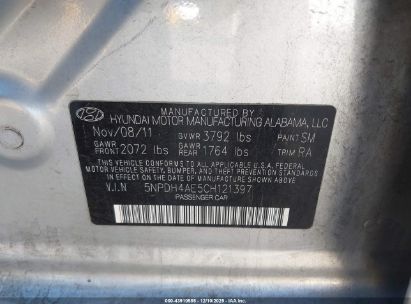 MANUFACTURED BY
HYUNDAI MOTOR MANUFACTURING ALABAMA, LLC
Nov/08/11 GVWR 3792 lbs PAINT SM
GAWR FRONT 2072 lbs GAWR REAR 1764 lbs TRIM RA
THIS VEHICLE CONFORMS TO ALL APPLICABLE U.S.A. FEDERAL
MOTOR VEHICLE SAFETY, BUMPER, AND THEFT PREVENTION
STANDARDS IN EFFECT ON THE DATE OF MANUFACTURE SHOWN ABOVE.
V.I.N 5NPDH4AE5CH121397
PASSENGER CAR